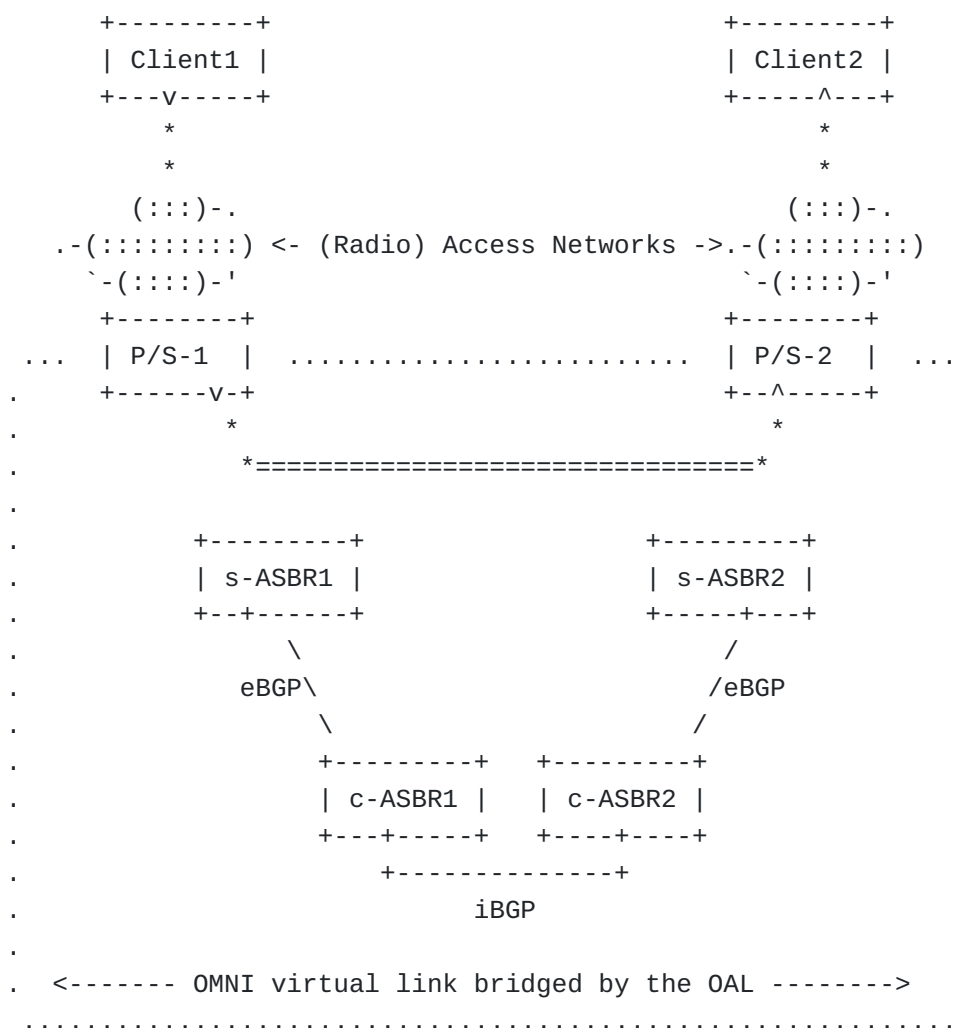 +---------+                             +---------+
| Client1 |                             | Client2 |
+---v-----+                             +-----^---+
*                                          *
*                                          *
(:::)-.                                   (:::)-.
.-(:::::::::) <- (Radio) Access Networks ->.-(:::::::::)
`-(::::)-'                                `-(::::)-'
+--------+                              +--------+
... | P/S-1  | .......................... | P/S-2  | ...
. +------v-+                              +--^-----+
. *                                  *
. *================================*
.
. +---------+                  +---------+
. | s-ASBR1 |                  | s-ASBR2 |
. +--+------+                  +-----+---+
. \                           /
. eBGP\                         /eBGP
. \                       /
. +---------+   +---------+
. | c-ASBR1 |   | c-ASBR2 |
. +---+-----+   +----+----+
. +--------------+
. iBGP
.
. <------- OMNI virtual link bridged by the OAL -------->
............................................................